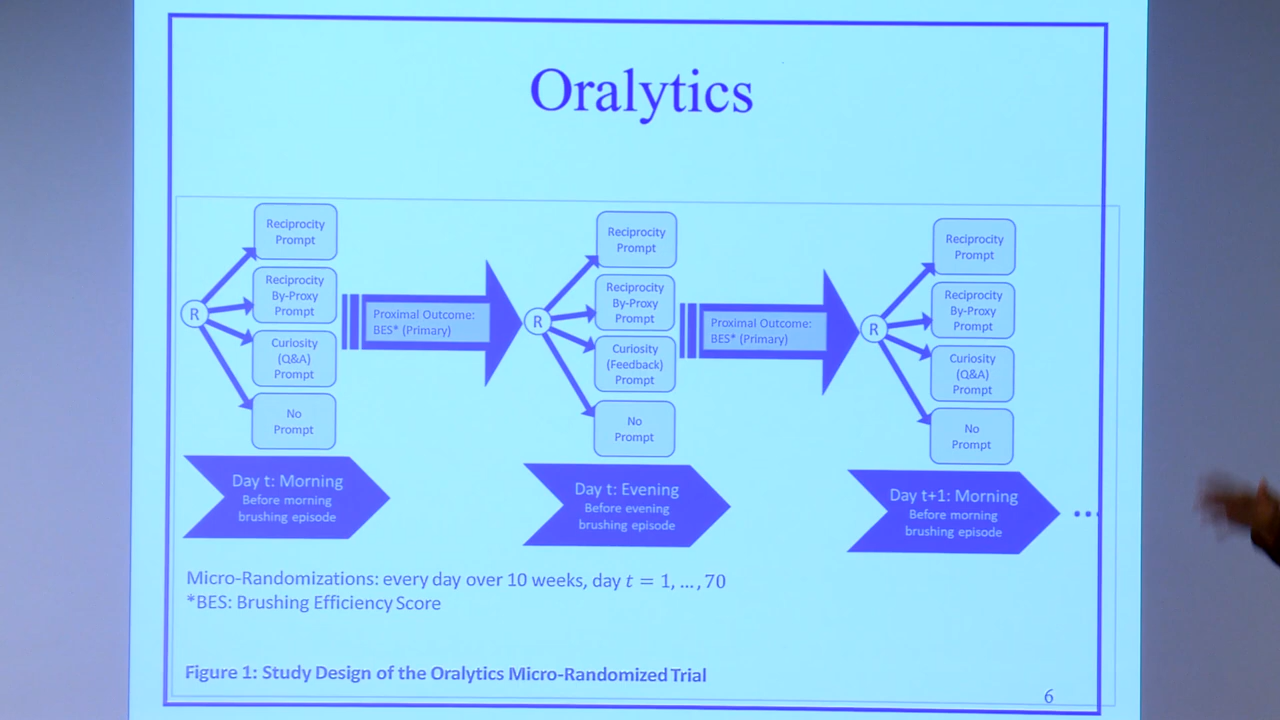 Oralytics
R
Reciprocity
Prompt
Reciprocity
By-Proxy
Prompt
Curiosity
(Q&A)
Prompt
No
Prompt
Proximal Outcome:
BES* (Primary)
R
Reciprocity
Prompt
Reciprocity
By-Proxy
Prompt
Curiosity
(Feedback)
Prompt
No
Prompt
Proximal Outcome:
BES* (Primary)
R
Reciprocity
Prompt
Reciprocity
By-Proxy
Prompt
Curiosity
(Q&A)
Prompt
No
Prompt
Day t: Morning
Before morning
brushing episode
Day t: Evening
Before evening
brushing episode
Day t+1: Morning
Before morning
brushing episode
...
Micro-Randomizations: every day over 10 weeks, day t = 1, ..., 70
*BES: Brushing Efficiency Score
Figure 1: Study Design of the Oralytics Micro-Randomized Trial
6